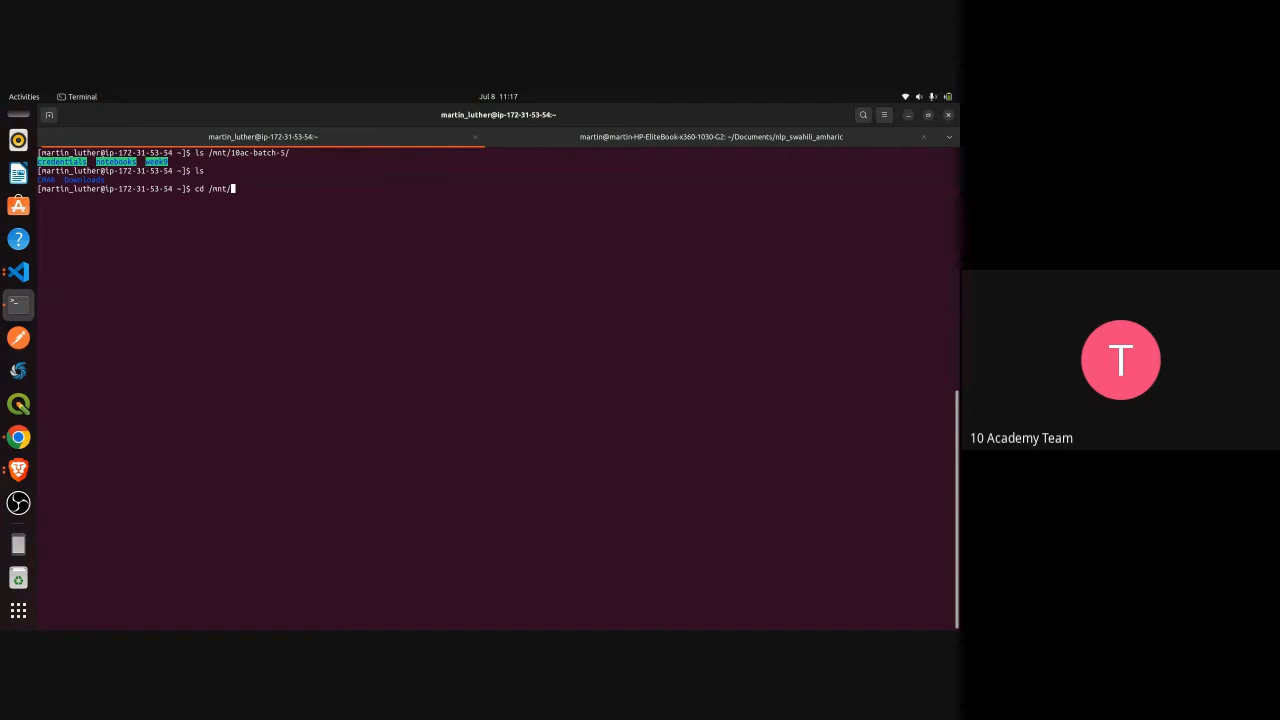 Activities
Terminal
Jul 8 11:17
martin_luther@ip-172-31-53-54:~
martin_luther@ip-172-31-53-54:~
martin@martin-HP-EliteBook-x360-1030-G2: ~/Documents/nlp_swahili_amharic
[martin_luther@ip-172-31-53-54 ~]$ ls /mnt/10ac-batch-5/
credentials notebooks week9
[martin_luther@ip-172-31-53-54 ~]$ ls
CMAK Downloads
[martin_luther@ip-172-31-53-54 ~]$ cd /mnt/
T
10 Academy Team